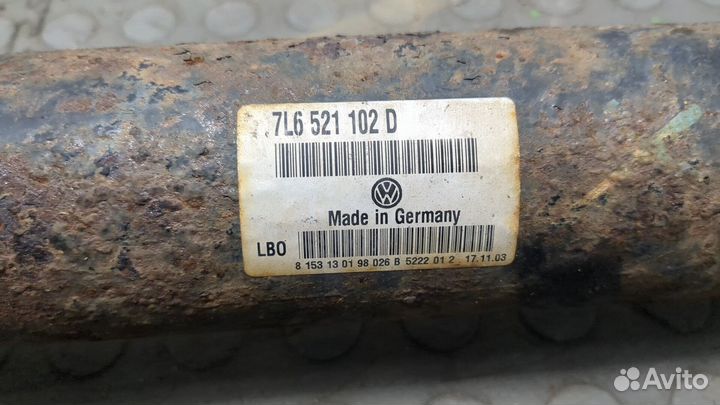 7L6 521 102 D
VW
Made in Germany
LBO
8 153 13 01 98 026 B 5222 01 2 17.11.03
Avito